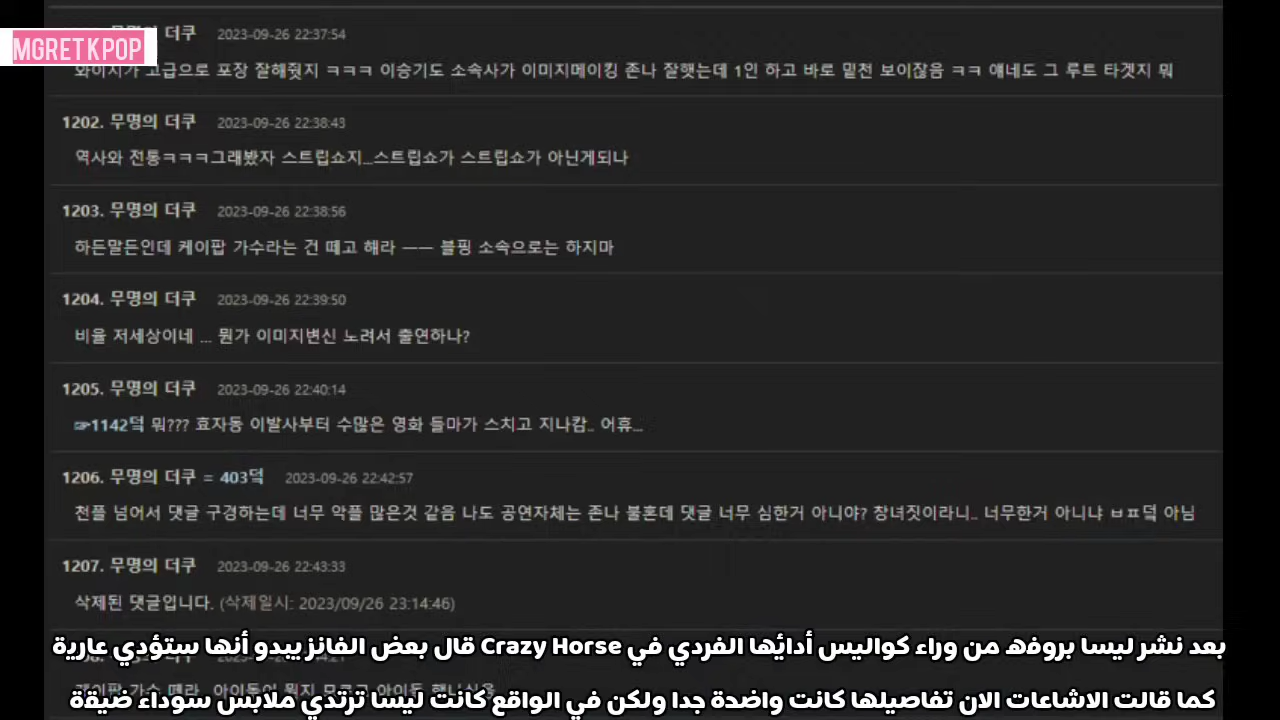 MGRETKPOP
무명의 더쿠 2023-09-26 22:37:54
와이지가 고급으로 포장 잘해줫지 ㅋㅋㅋ 이승기도 소속사가 이미지메이킹 존나 잘햇는데 1인 하고 바로 밑천 보이잖음 ㅋㅋ 얘네도 그 루트 타겟지 뭐
1202. 무명의 더쿠 2023-09-26 22:38:43
역사와 전통ㅋㅋㅋ그래봤자 스트립쇼지...스트립쇼가 스트립쇼가 아닌게되나
1203. 무명의 더쿠 2023-09-26 22:38:56
하든말든인데 케이팝 가수라는 건 떼고 해라 ㅡㅡ 블핑 소속으로는 하지마
1204. 무명의 더쿠 2023-09-26 22:39:50
비율 저세상이네 ... 뭔가 이미지변신 노려서 출연하나?
1205. 무명의 더쿠 2023-09-26 22:40:14
☞1142덕 뭐??? 효자동 이발사부터 수많은 영화 들마가 스치고 지나캅.. 어휴...
1206. 무명의 더쿠 = 403덬 2023-09-26 22:42:57
천플 넘어서 댓글 구경하는데 너무 악플 많은것 같음 나도 공연자체는 존나 불혼데 댓글 너무 심한거 아니야? 창녀짓이라니.. 너무한거 아니냐 ㅂㅍ덬 아님
1207. 무명의 더쿠 2023-09-26 22:43:33
삭제된 댓글입니다. (삭제일시: 2023/09/26 23:14:46)
بعد نشر ليسا بروفه من وراء كواليس أدائها الفردي في Crazy Horse قال بعض الفانز يبدو أنها ستؤدي عارية
كما قالت الاشاعات الان تفاصيلها كانت واضحة جدا ولكن في الواقع كانت ليسا ترتدي ملابس سوداء ضيقة